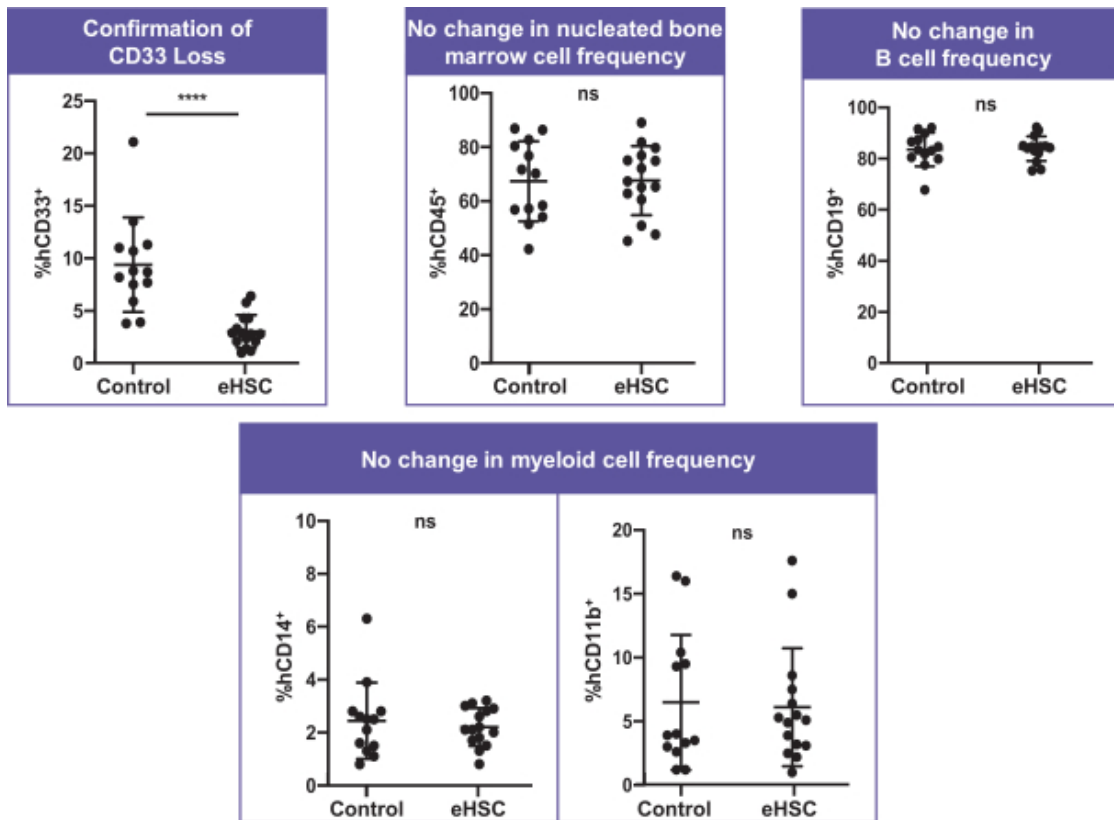 Confirmation of
CD33 Loss
****
%hCD33+
25
20
15
10
5
0
Control eHSC
No change in nucleated bone
marrow cell frequency
ns
%hCD45+
100
80
60
40
20
0
Control eHSC
No change in
B cell frequency
ns
%hCD19+
100
80
60
40
20
0
Control eHSC
No change in myeloid cell frequency
ns
%hCD14+
10
8
6
4
2
0
Control eHSC
ns
%hCD11b+
20
15
10
5
0
Control eHSC